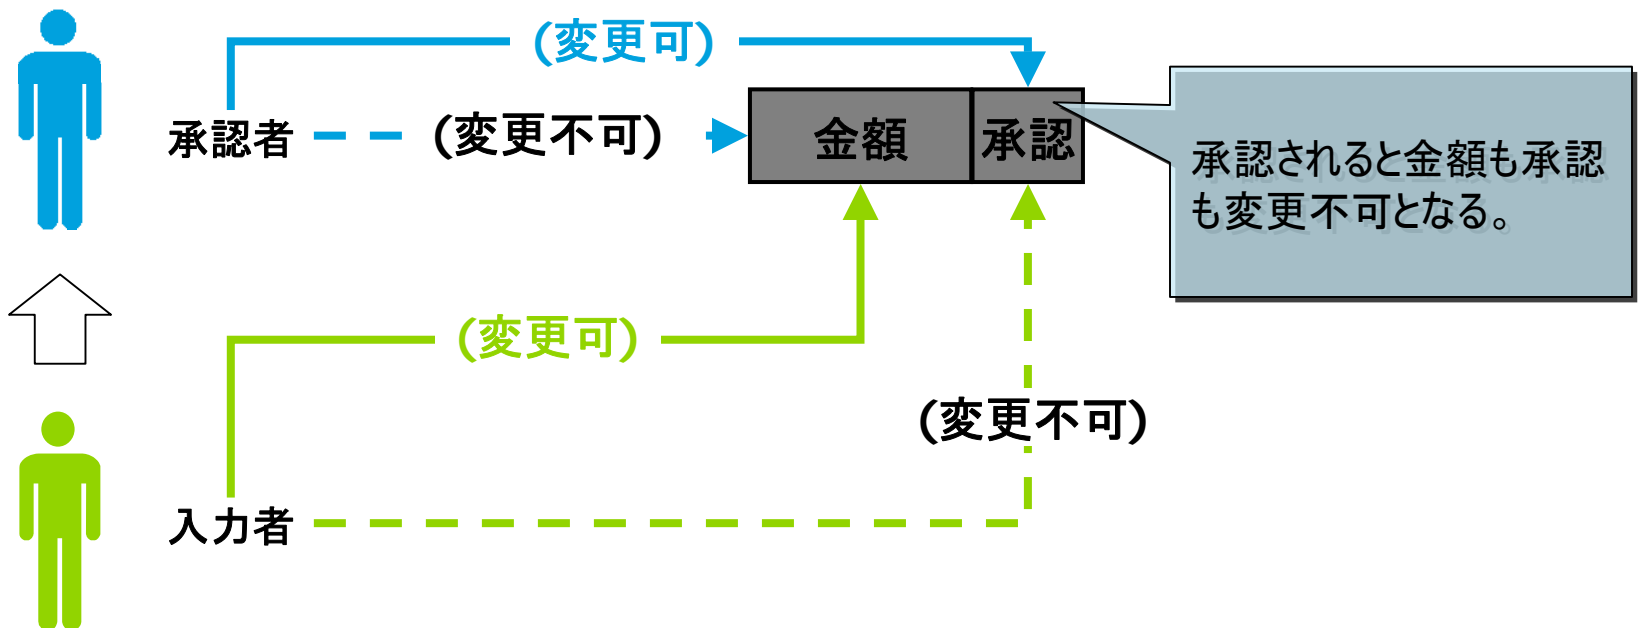 (変更可)
承認者
(変更不可)
金額
承認
承認されると金額も承認
も変更不可となる。
(変更可)
(変更不可)
入力者